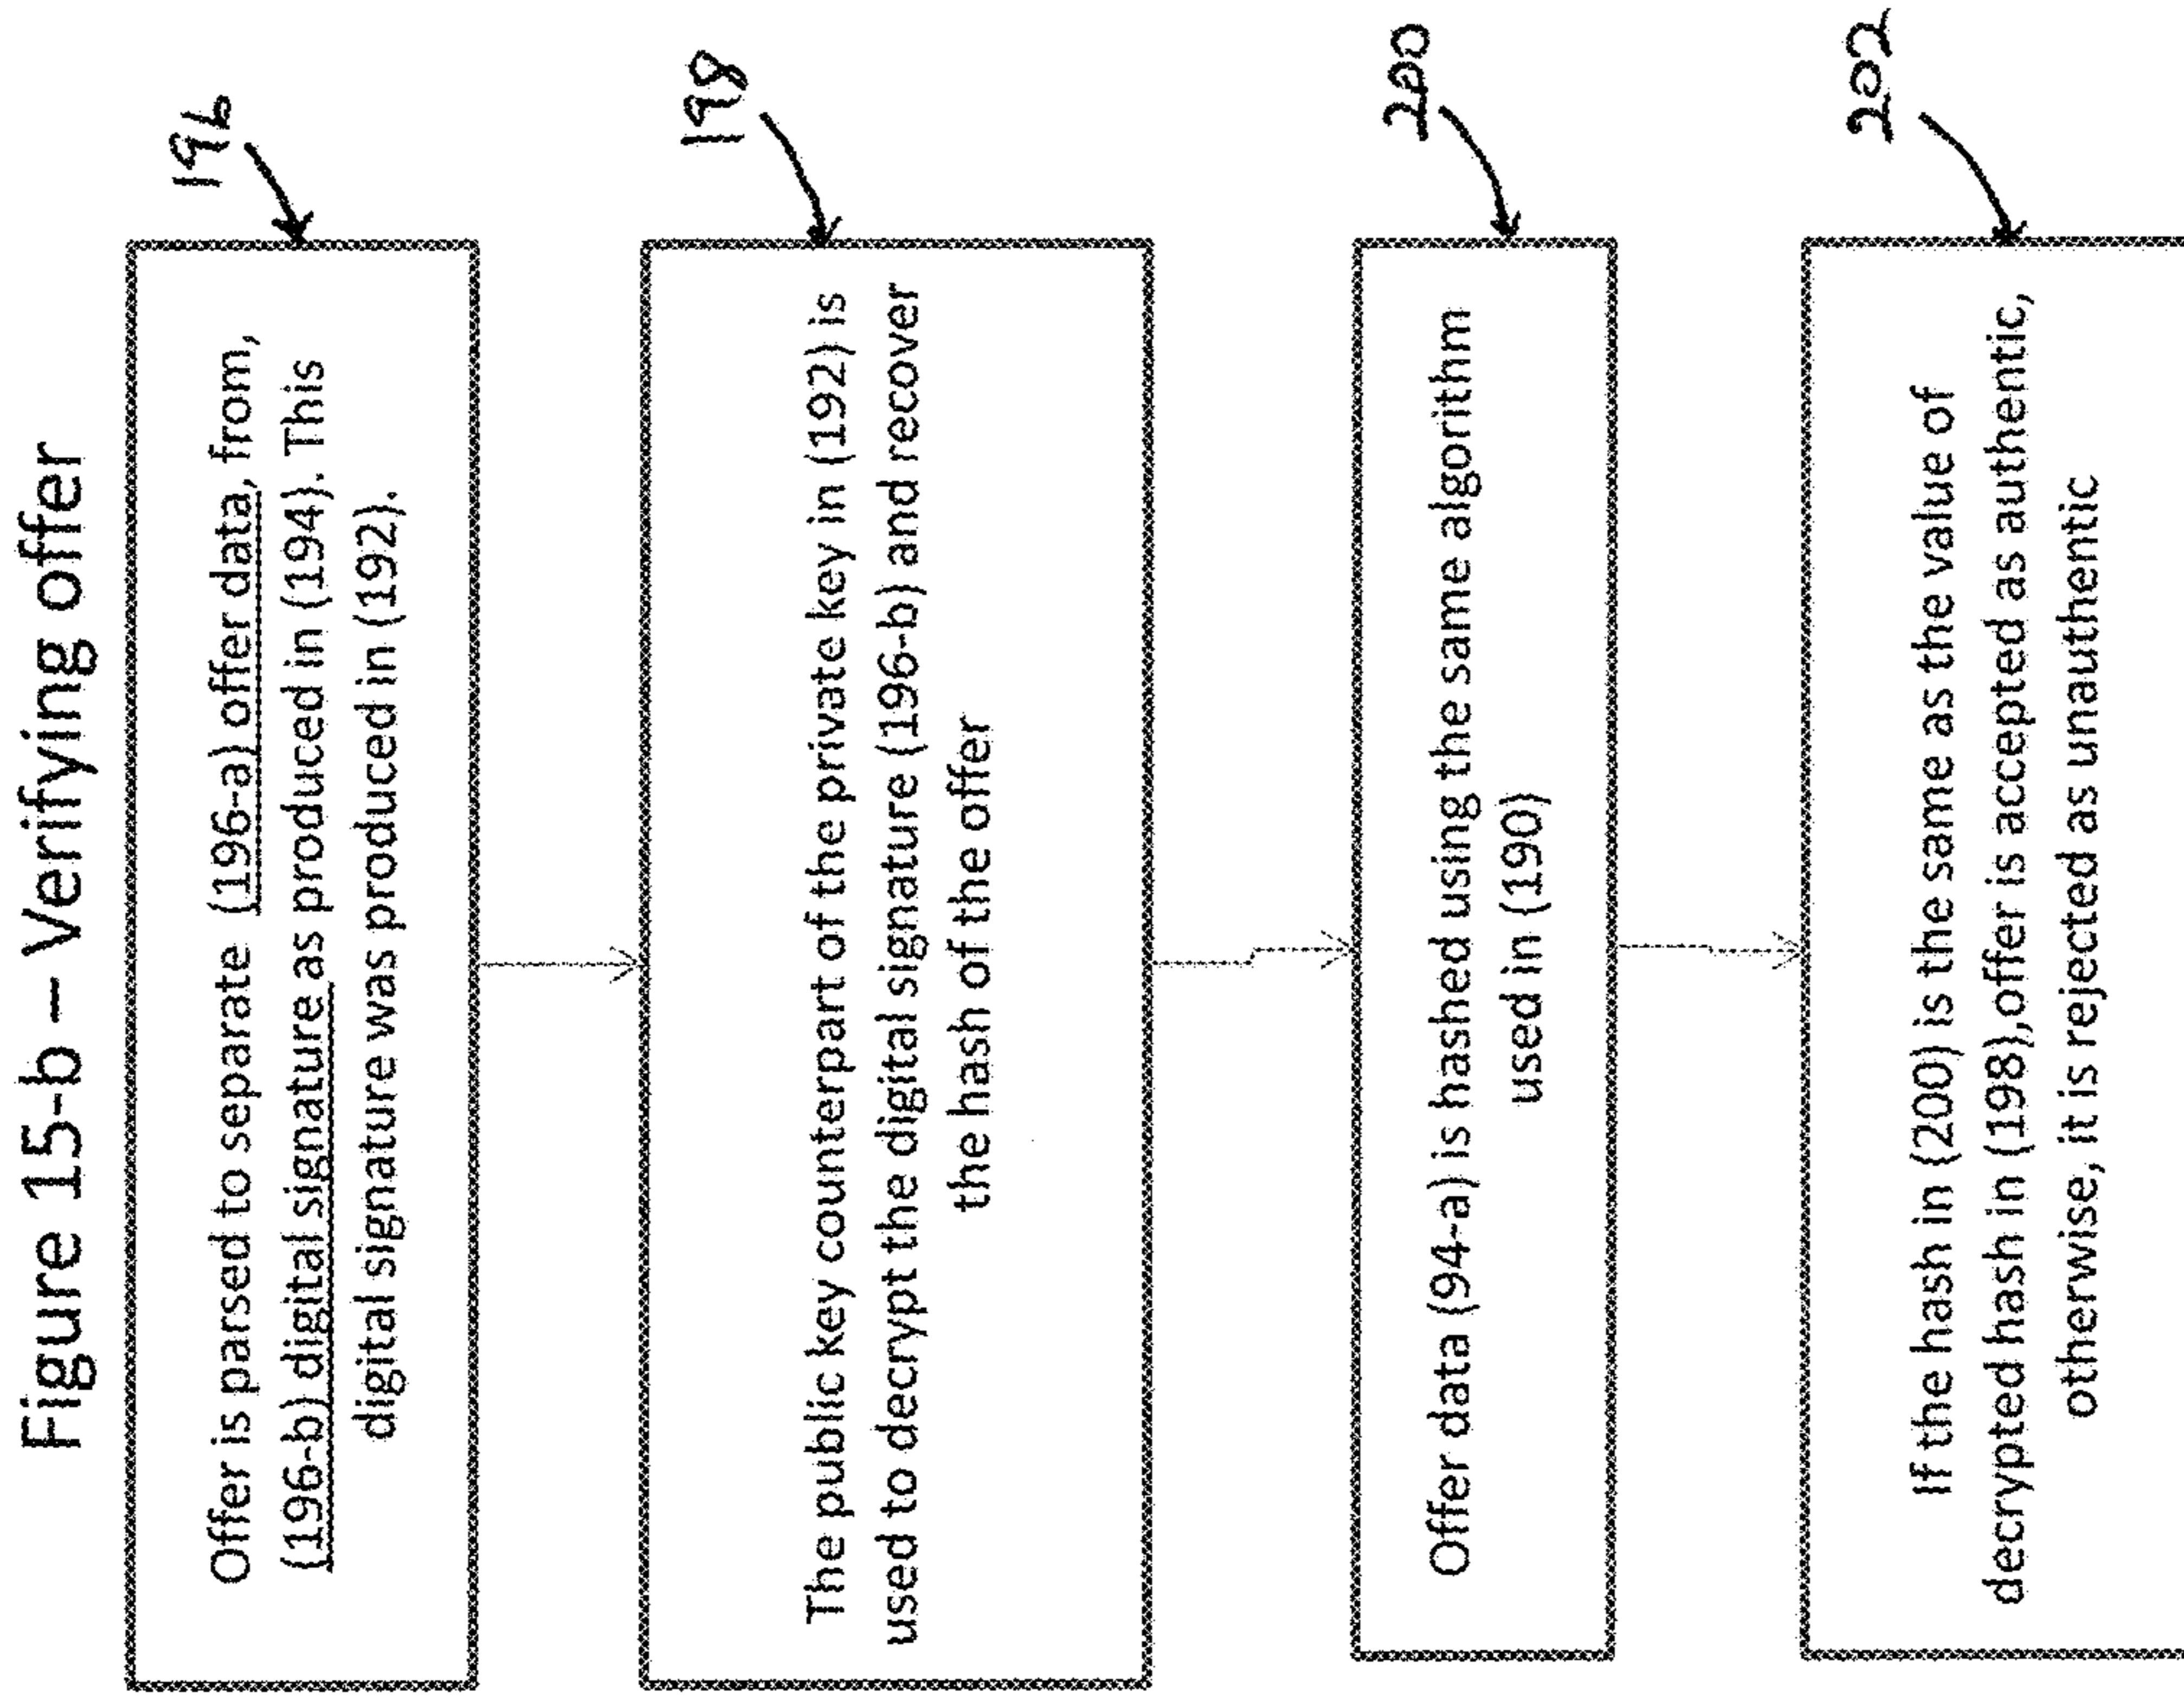 Figure 15-b – Verifying offer
196
Offer is parsed to separate (196-a) offer data, from,
(196-b) digital signature as produced in (194). This
digital signature was produced in (192).
198
The public key counterpart of the private key in (192) is
used to decrypt the digital signature (196-b) and recover
the hash of the offer
200
Offer data (94-a) is hashed using the same algorithm
used in (190)
202
If the hash in (200) is the same as the value of
decrypted hash in (198),offer is accepted as authentic,
otherwise, it is rejected as unauthentic